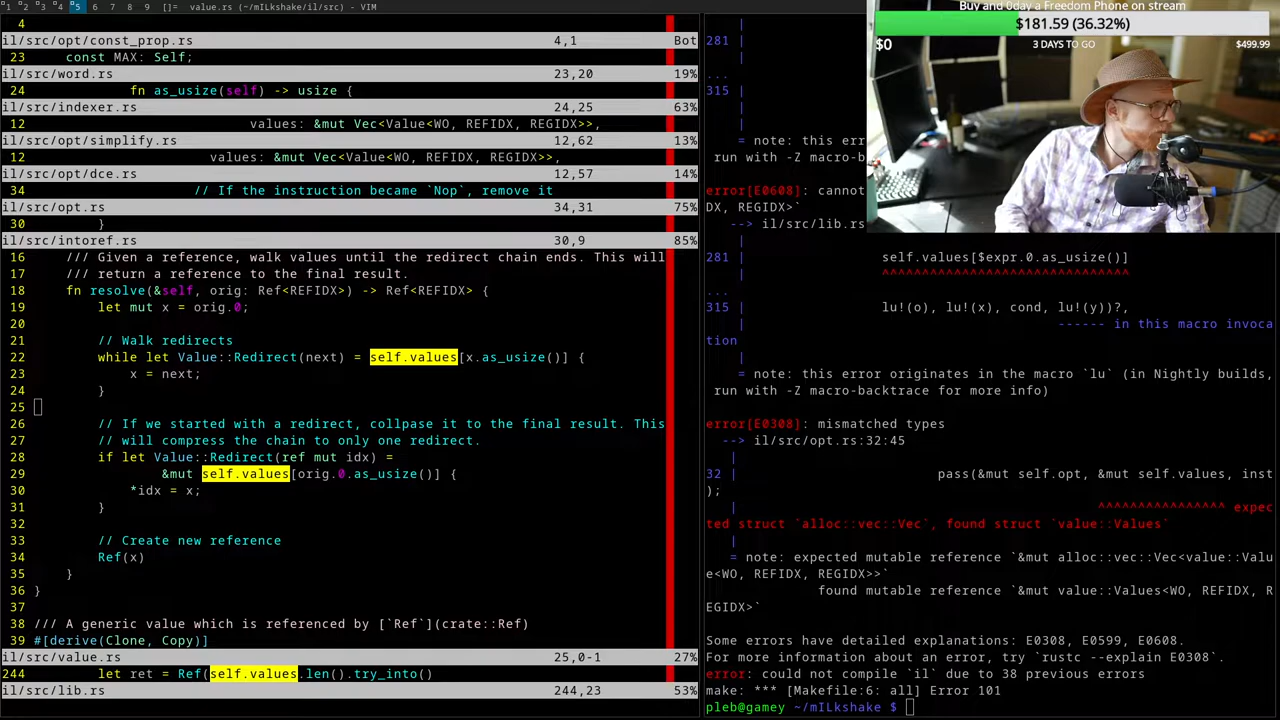 1 2 3 4 5 6 7 8 9 []= value.rs (~/mILkshake/il/src) - VIM
4
il/src/opt/const_prop.rs 4,1 Bot
23 const MAX: Self;
il/src/word.rs 23,20 19%
24 fn as_usize(self) -> usize {
il/src/indexer.rs 24,25 63%
12 values: &mut Vec<Value<WO, REFIDX, REGIDX>>,
il/src/opt/simplify.rs 12,62 13%
12 values: &mut Vec<Value<WO, REFIDX, REGIDX>>,
il/src/opt/dce.rs 12,57 14%
34 // If the instruction became `Nop`, remove it
il/src/opt.rs 34,31 75%
30 }
il/src/intoref.rs 30,9 85%
16 /// Given a reference, walk values until the redirect chain ends. This will
17 /// return a reference to the final result.
18 fn resolve(&self, orig: Ref<REFIDX>) -> Ref<REFIDX> {
19 let mut x = orig.0;
20
21 // Walk redirects
22 while let Value::Redirect(next) = self.values[x.as_usize()] {
23 x = next;
24 }
25
26 // If we started with a redirect, collpase it to the final result. This
27 // will compress the chain to only one redirect.
28 if let Value::Redirect(ref mut idx) =
29 &mut self.values[orig.0.as_usize()] {
30 *idx = x;
31 }
32
33 // Create new reference
34 Ref(x)
35 }
36 }
37
38 /// A generic value which is referenced by [`Ref`](crate::Ref)
39 #[derive(Clone, Copy)]
il/src/value.rs 25,0-1 27%
244 let ret = Ref(self.values.len().try_into()
il/src/lib.rs 244,23 53%
281 |
...
315 |
|
= note: this err
run with -Z macro-b
error[E0608]: cannot
DX, REGIDX>`
--> il/src/lib.rs
|
281 | self.values[$expr.0.as_usize()]
| ^^^^^^^^^^^^^^^^^^^^^^^^^^^^^^^
...
315 | lu!(o), lu!(x), cond, lu!(y))?,
| ------ in this macro invoca
tion
|
= note: this error originates in the macro `lu` (in Nightly builds,
run with -Z macro-backtrace for more info)
error[E0308]: mismatched types
--> il/src/opt.rs:32:45
|
32 | pass(&mut self.opt, &mut self.values, inst
);
| ^^^^^^^^^^^^^^^^ expec
ted struct `alloc::vec::Vec`, found struct `value::Values`
|
= note: expected mutable reference `&mut alloc::vec::Vec<value::Valu
e<WO, REFIDX, REGIDX>>`
found mutable reference `&mut value::Values<WO, REFIDX, R
EGIDX>`
Some errors have detailed explanations: E0308, E0599, E0608.
For more information about an error, try `rustc --explain E0308`.
error: could not compile `il` due to 38 previous errors
make: *** [Makefile:6: all] Error 101
pleb@gamey ~/mILkshake $
Buy and 0day a Freedom Phone on stream
$181.59 (36.32%)
$0 3 DAYS TO GO $499.99